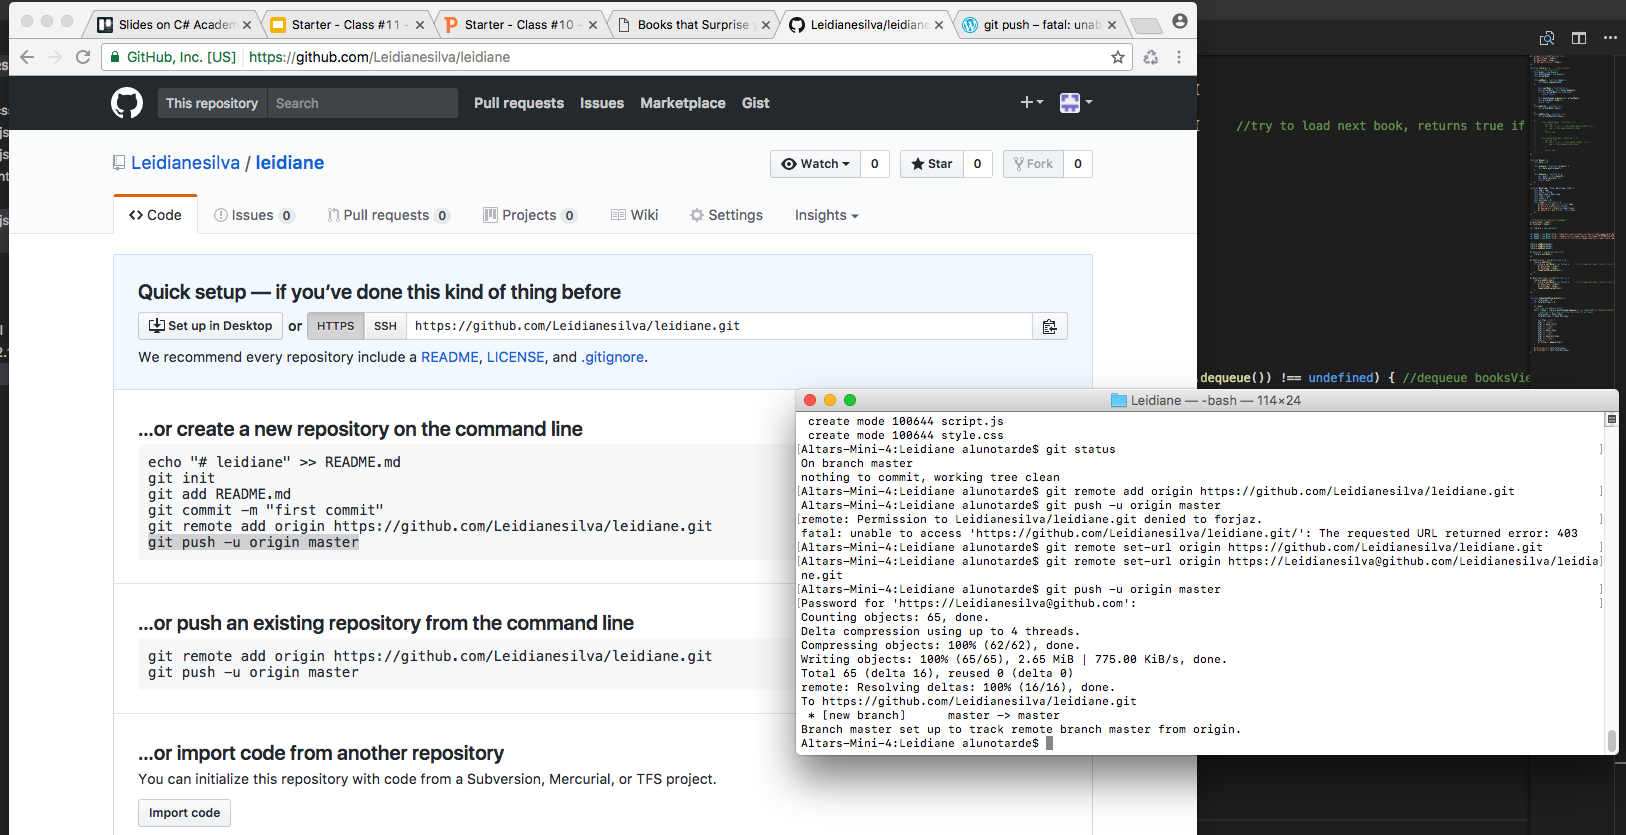 Slides on C# Academ
Starter - Class #11 -
Starter - Class #10 -
Books that Surprise
Leidianesilva/leidiane
git push – fatal: unab
GitHub, Inc. [US]
https://github.com/Leidianesilva/leidiane
This repository
Search
Pull requests
Issues
Marketplace
Gist
Leidianesilva / leidiane
Watch
0
Star
0
Fork
0
Code
Issues 0
Pull requests 0
Projects 0
Wiki
Settings
Insights
Quick setup — if you've done this kind of thing before
Set up in Desktop
or
HTTPS
SSH
https://github.com/Leidianesilva/leidiane.git
We recommend every repository include a README, LICENSE, and .gitignore.
…or create a new repository on the command line
echo "# leidiane" >> README.md
git init
git add README.md
git commit -m "first commit"
git remote add origin https://github.com/Leidianesilva/leidiane.git
git push -u origin master
…or push an existing repository from the command line
git remote add origin https://github.com/Leidianesilva/leidiane.git
git push -u origin master
…or import code from another repository
You can initialize this repository with code from a Subversion, Mercurial, or TFS project.
Import code
//try to load next book, returns true if
.dequeue()) !== undefined) { //dequeue booksVie
Leidiane — -bash — 114×24
create mode 100644 script.js
create mode 100644 style.css
[Altars-Mini-4:Leidiane alunotarde$ git status ]
On branch master
nothing to commit, working tree clean
[Altars-Mini-4:Leidiane alunotarde$ git remote add origin https://github.com/Leidianesilva/leidiane.git ]
[Altars-Mini-4:Leidiane alunotarde$ git push -u origin master ]
remote: Permission to Leidianesilva/leidiane.git denied to forjaz.
fatal: unable to access 'https://github.com/Leidianesilva/leidiane.git/': The requested URL returned error: 403
[Altars-Mini-4:Leidiane alunotarde$ git remote set-url origin https://github.com/Leidianesilva/leidiane.git ]
[Altars-Mini-4:Leidiane alunotarde$ git remote set-url origin https://Leidianesilva@github.com/Leidianesilva/leidia]
ne.git
[Altars-Mini-4:Leidiane alunotarde$ git push -u origin master ]
[Password for 'https://Leidianesilva@github.com': ]
Counting objects: 65, done.
Delta compression using up to 4 threads.
Compressing objects: 100% (62/62), done.
Writing objects: 100% (65/65), 2.65 MiB | 775.00 KiB/s, done.
Total 65 (delta 16), reused 0 (delta 0)
remote: Resolving deltas: 100% (16/16), done.
To https://github.com/Leidianesilva/leidiane.git
* [new branch] master -> master
Branch master set up to track remote branch master from origin.
Altars-Mini-4:Leidiane alunotarde$